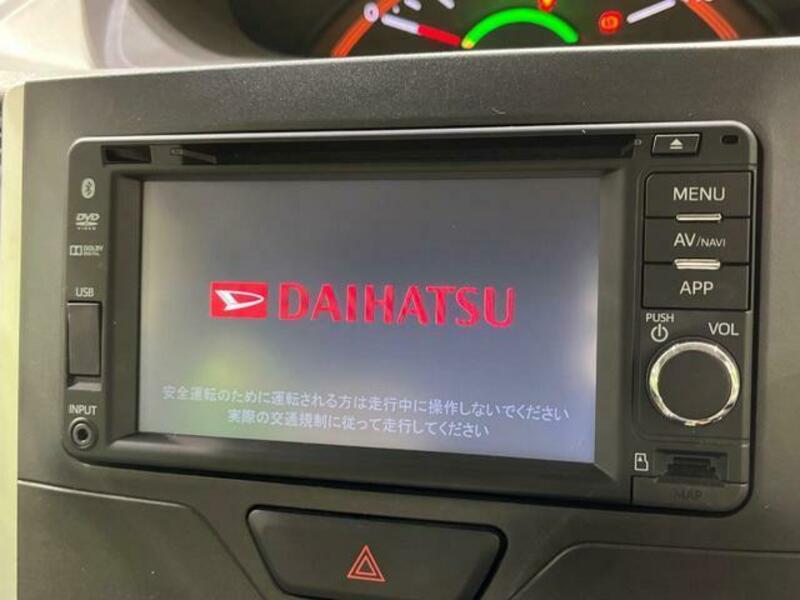 0
DVD
VIDEO
DOLBY
DIGITAL
USB
INPUT
DAIHATSU
安全運転のために運転される方は走行中に操作しないでください
実際の交通規制に従って走行してください
MENU
AV/NAVI
APP
PUSH
VOL
MAP